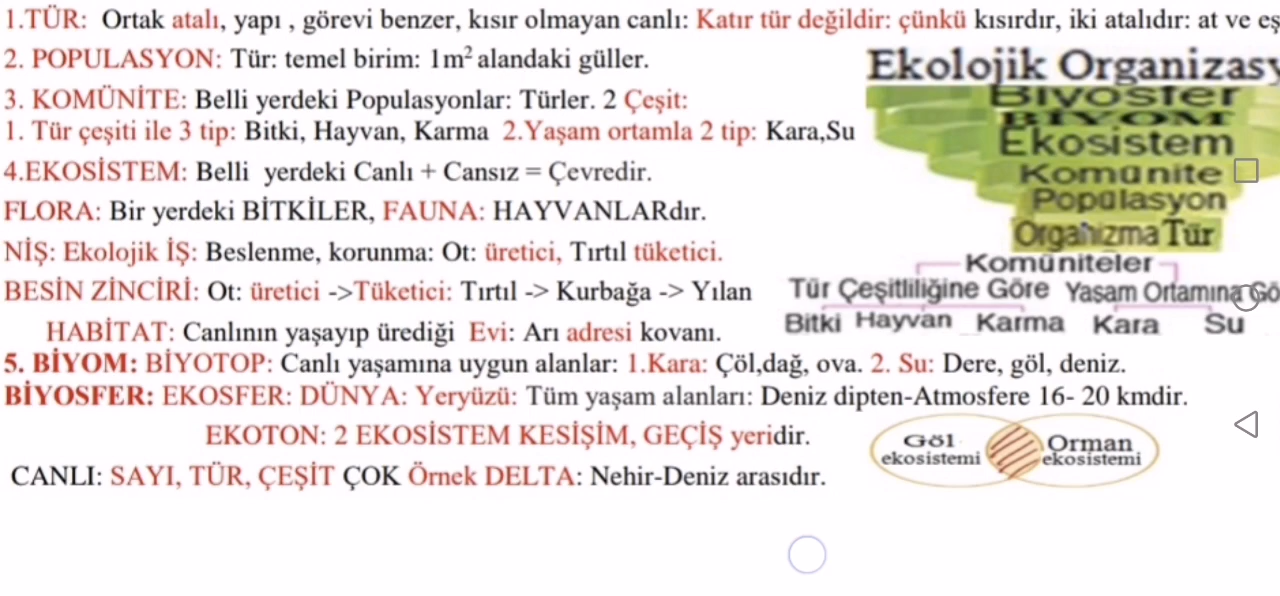 1.TÜR: Ortak atalı, yapı , görevi benzer, kısır olmayan canlı: Katır tür değildir: çünkü kısırdır, iki atalıdır: at ve eş
2. POPULASYON: Tür: temel birim: 1m² alandaki güller.
3. KOMÜNİTE: Belli yerdeki Populasyonlar: Türler. 2 Çeşit:
1. Tür çeşiti ile 3 tip: Bitki, Hayvan, Karma 2.Yaşam ortamla 2 tip: Kara,Su
4.EKOSİSTEM: Belli yerdeki Canlı + Cansız = Çevredir.
FLORA: Bir yerdeki BİTKİLER, FAUNA: HAYVANLARdır.
NİŞ: Ekolojik İŞ: Beslenme, korunma: Ot: üretici, Tırtıl tüketici.
BESİN ZİNCİRİ: Ot: üretici ->Tüketici: Tırtıl -> Kurbağa -> Yılan
HABİTAT: Canlının yaşayıp ürediği Evi: Arı adresi kovanı.
Ekolojik Organizasy
Biyosfer
BİYOM
Ekosistem
Komünite
Popülasyon
Organizma Tür
Komüniteler
Tür Çeşitliliğine Göre Yaşam Ortamına Gö
Bitki Hayvan Karma Kara Su
5. BİYOM: BİYOTOP: Canlı yaşamına uygun alanlar: 1.Kara: Çöl,dağ, ova. 2. Su: Dere, göl, deniz.
BİYOSFER: EKOSFER: DÜNYA: Yeryüzü: Tüm yaşam alanları: Deniz dipten-Atmosfere 16- 20 kmdir.
EKOTON: 2 EKOSİSTEM KESİŞİM, GEÇİŞ yeridir.
CANLI: SAYI, TÜR, ÇEŞİT ÇOK Örnek DELTA: Nehir-Deniz arasıdır.
Göl
ekosistemi
Orman
ekosistemi